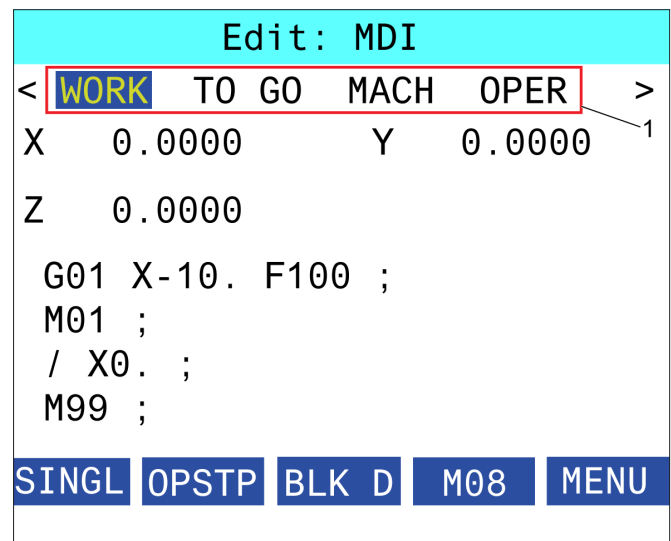 Edit: MDI
< WORK TO GO MACH OPER >
1
X 0.0000 Y 0.0000
Z 0.0000
G01 X-10. F100 ;
M01 ;
/ X0. ;
M99 ;
SINGL OPSTP BLK D M08 MENU